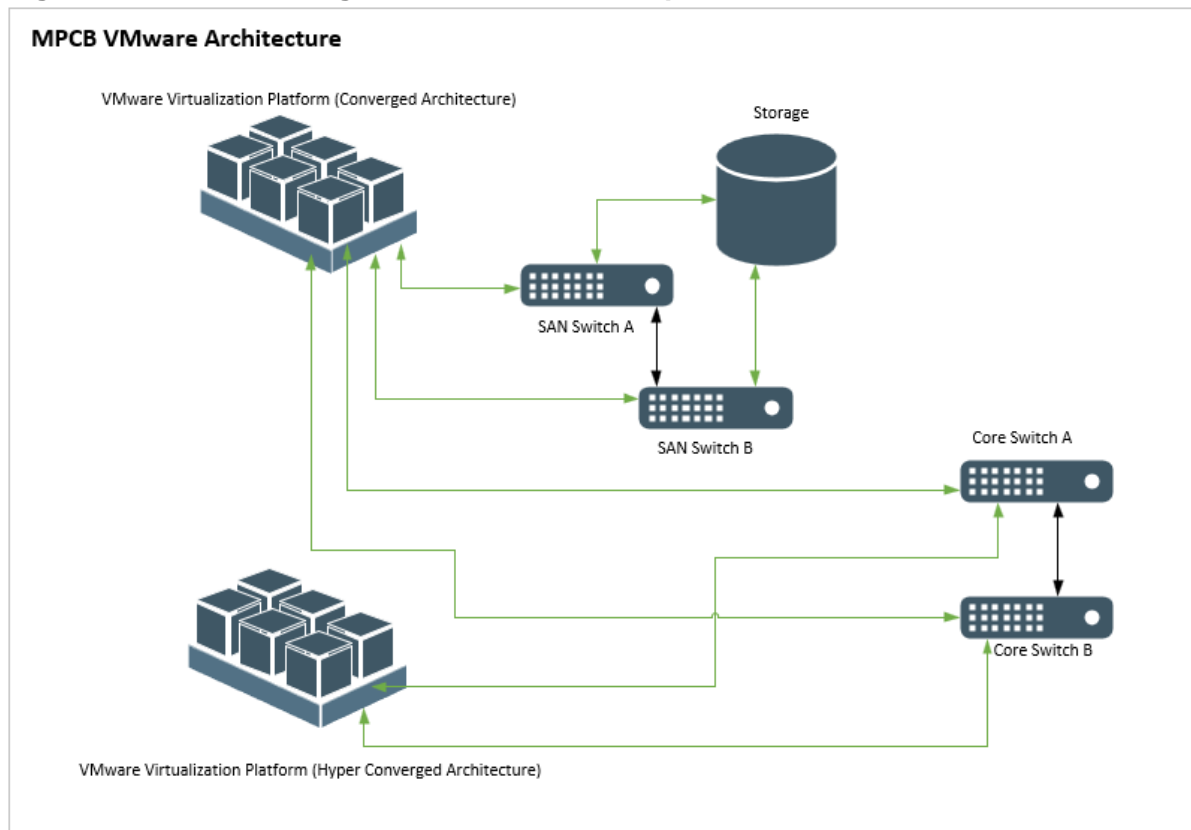 MPCB VMware Architecture
VMware Virtualization Platform (Converged Architecture)
Storage
SAN Switch A
SAN Switch B
Core Switch A
Core Switch B
VMware Virtualization Platform (Hyper Converged Architecture)